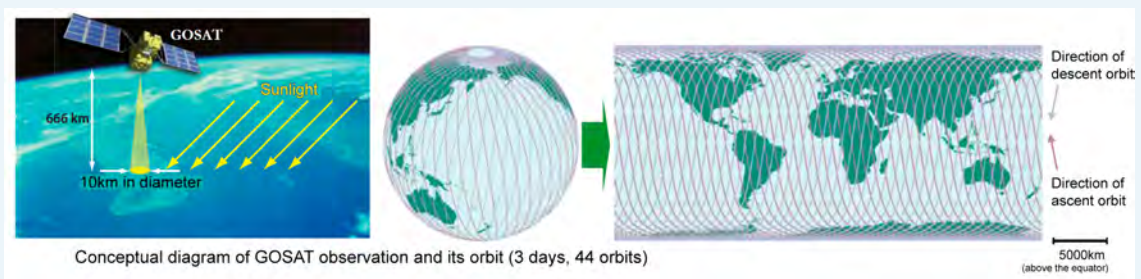 GOSAT
Sunlight
666 km
10km in diameter
Direction of
descent orbit
Direction of
ascent orbit
5000km
(above the equator)
Conceptual diagram of GOSAT observation and its orbit (3 days, 44 orbits)